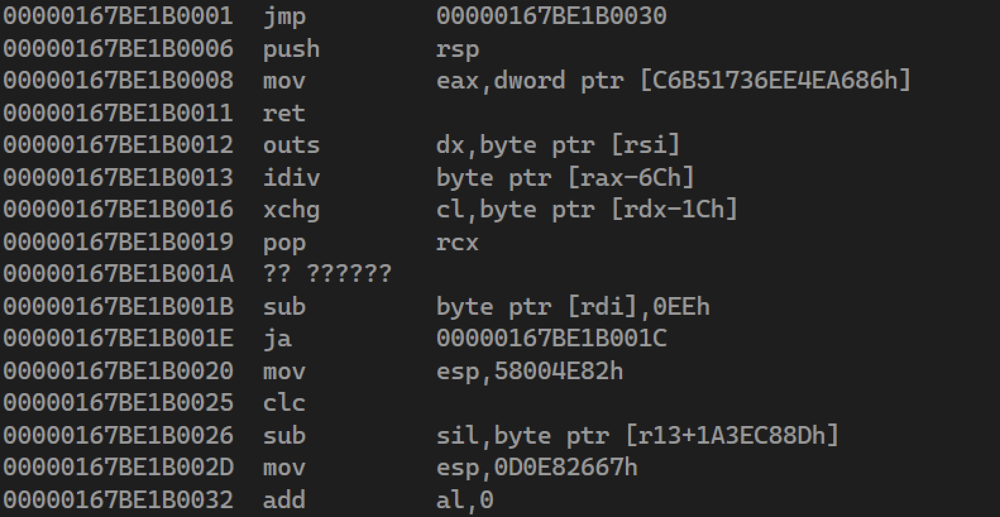 00000167BE1B0001 jmp 00000167BE1B0030
00000167BE1B0006 push rsp
00000167BE1B0008 mov eax,dword ptr [C6B51736EE4EA686h]
00000167BE1B0011 ret
00000167BE1B0012 outs dx,byte ptr [rsi]
00000167BE1B0013 idiv byte ptr [rax-6Ch]
00000167BE1B0016 xchg cl,byte ptr [rdx-1Ch]
00000167BE1B0019 pop rcx
00000167BE1B001A ?? ??????
00000167BE1B001B sub byte ptr [rdi],0EEh
00000167BE1B001E ja 00000167BE1B001C
00000167BE1B0020 mov esp,58004E82h
00000167BE1B0025 clc
00000167BE1B0026 sub sil,byte ptr [r13+1A3EC88Dh]
00000167BE1B002D mov esp,0D0E82667h
00000167BE1B0032 add al,0